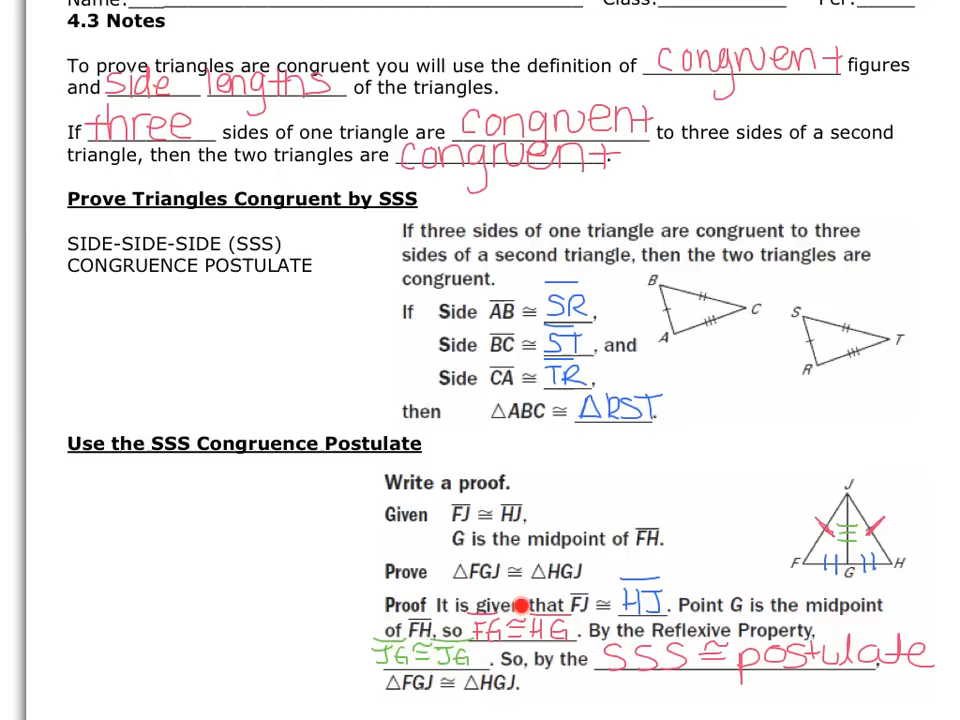 Name: Class: Per:
4.3 Notes
To prove triangles are congruent you will use the definition of congruent figures
and side lengths of the triangles.
If three sides of one triangle are congruent to three sides of a second
triangle, then the two triangles are congruent.
Prove Triangles Congruent by SSS
SIDE-SIDE-SIDE (SSS)
CONGRUENCE POSTULATE
If three sides of one triangle are congruent to three
sides of a second triangle, then the two triangles are
congruent.
If Side AB ≅ SR,
Side BC ≅ ST, and
Side CA ≅ TR,
then △ABC ≅ △RST.
B
C
A
S
T
R
Use the SSS Congruence Postulate
Write a proof.
Given FJ ≅ HJ,
G is the midpoint of FH.
Prove △FGJ ≅ △HGJ
Proof It is given that FJ ≅ HJ. Point G is the midpoint
of FH, so FG≅HG. By the Reflexive Property,
JG≅JG. So, by the SSS ≅ postulate,
△FGJ ≅ △HGJ.
J
F
G
H